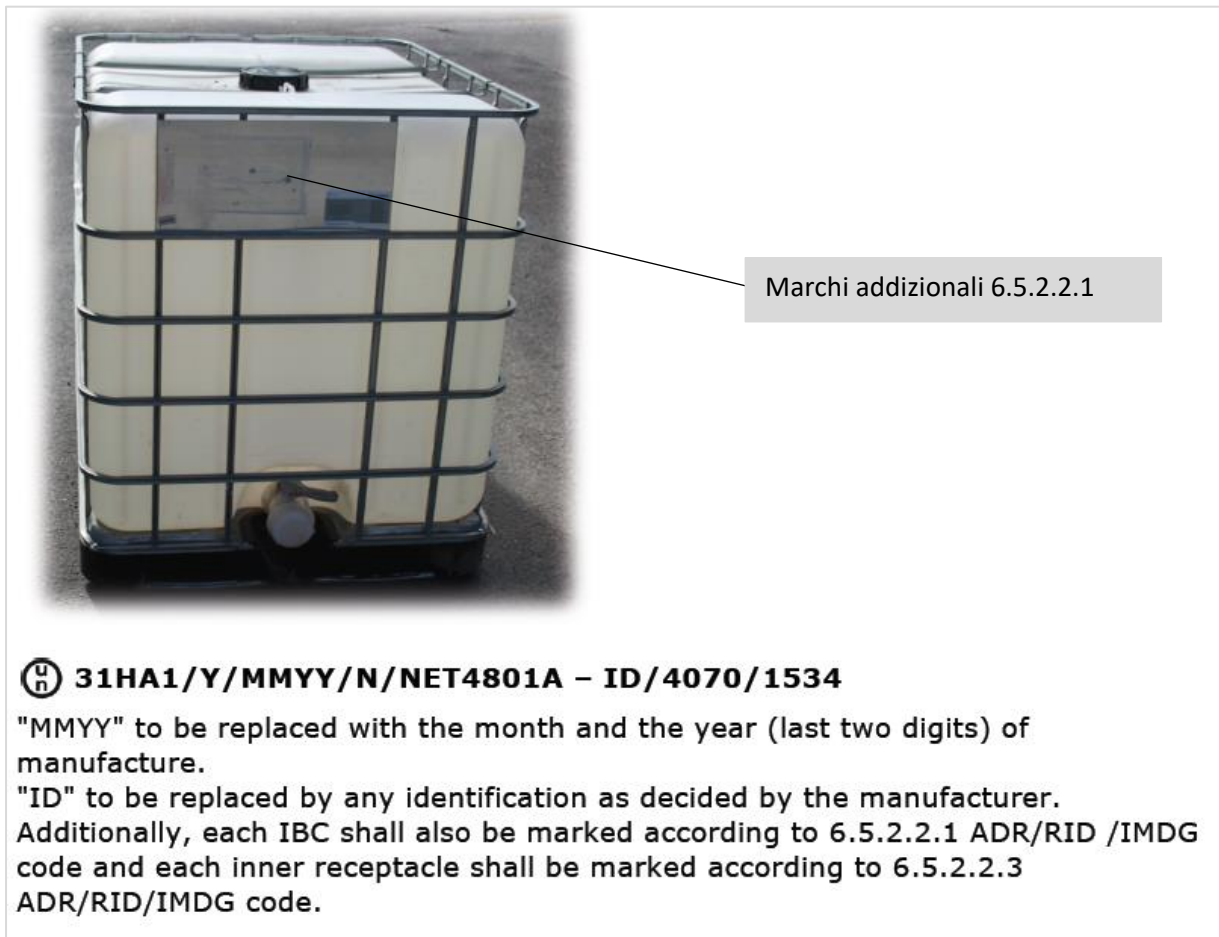 Marchi addizionali 6.5.2.2.1
un 31HA1/Y/MMYY/N/NET4801A – ID/4070/1534
"MMYY" to be replaced with the month and the year (last two digits) of
manufacture.
"ID" to be replaced by any identification as decided by the manufacturer.
Additionally, each IBC shall also be marked according to 6.5.2.2.1 ADR/RID /IMDG
code and each inner receptacle shall be marked according to 6.5.2.2.3
ADR/RID/IMDG code.